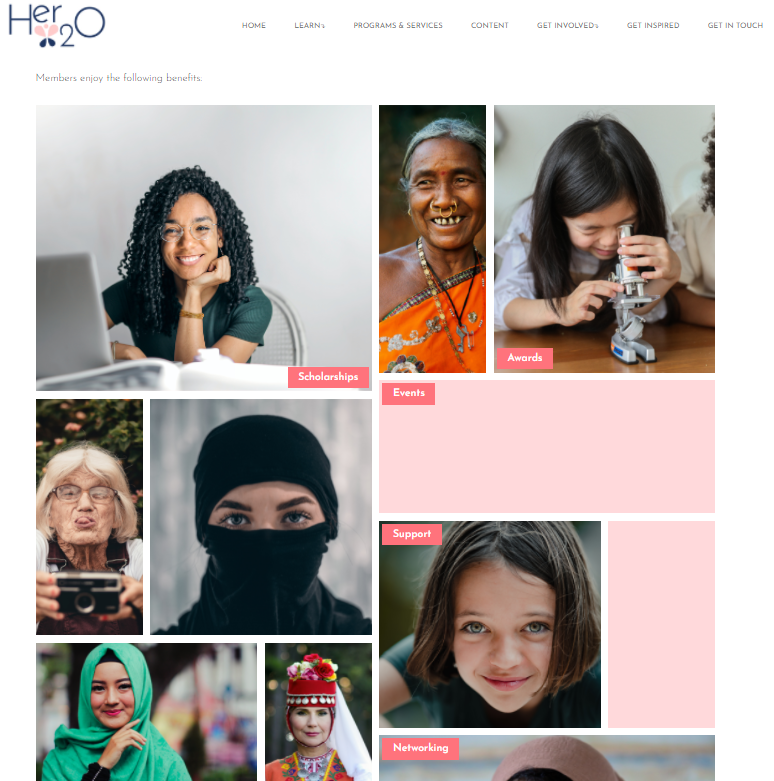 Her2O
HOME LEARN PROGRAMS & SERVICES CONTENT GET INVOLVED GET INSPIRED GET IN TOUCH
Members enjoy the following benefits:
Scholarships
Awards
Events
Support
Networking